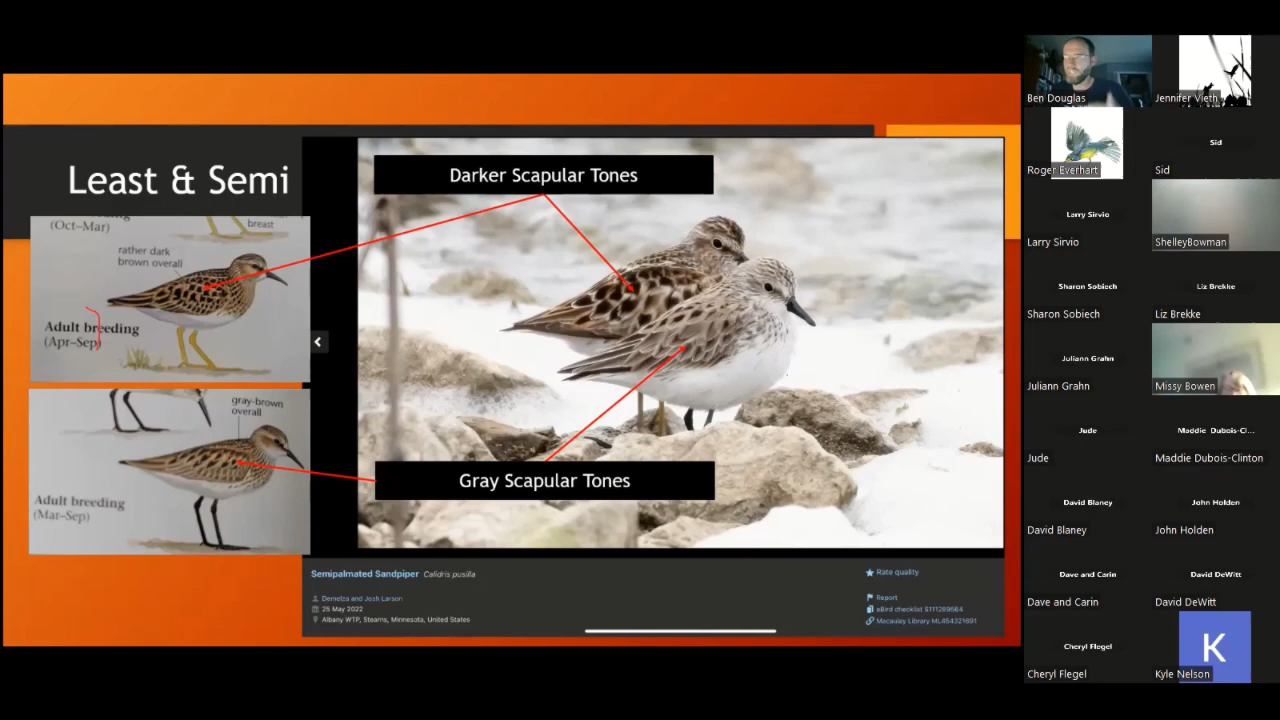 Least & Semi
Darker Scapular Tones
(Oct–Mar)
breast
rather dark
brown overall
Adult breeding
(Apr–Sep)
gray-brown
overall
Adult breeding
(Mar–Sep)
Gray Scapular Tones
Semipalmated Sandpiper Calidris pusilla
Demelza and Josh Larson
25 May 2022
Albany WTP, Stearns, Minnesota, United States
Rate quality
Report
eBird checklist S111289664
Macaulay Library ML454321691
Ben Douglas
Jennifer Vieth
Roger Everhart
Sid
Sid
Larry Sirvio
Larry Sirvio
ShelleyBowman
Sharon Sobiech
Sharon Sobiech
Liz Brekke
Liz Brekke
Juliann Grahn
Juliann Grahn
Missy Bowen
Jude
Jude
Maddie Dubois-Cl...
Maddie Dubois-Clinton
David Blaney
David Blaney
John Holden
John Holden
Dave and Carin
Dave and Carin
David DeWitt
David DeWitt
Cheryl Flegel
Cheryl Flegel
K
Kyle Nelson